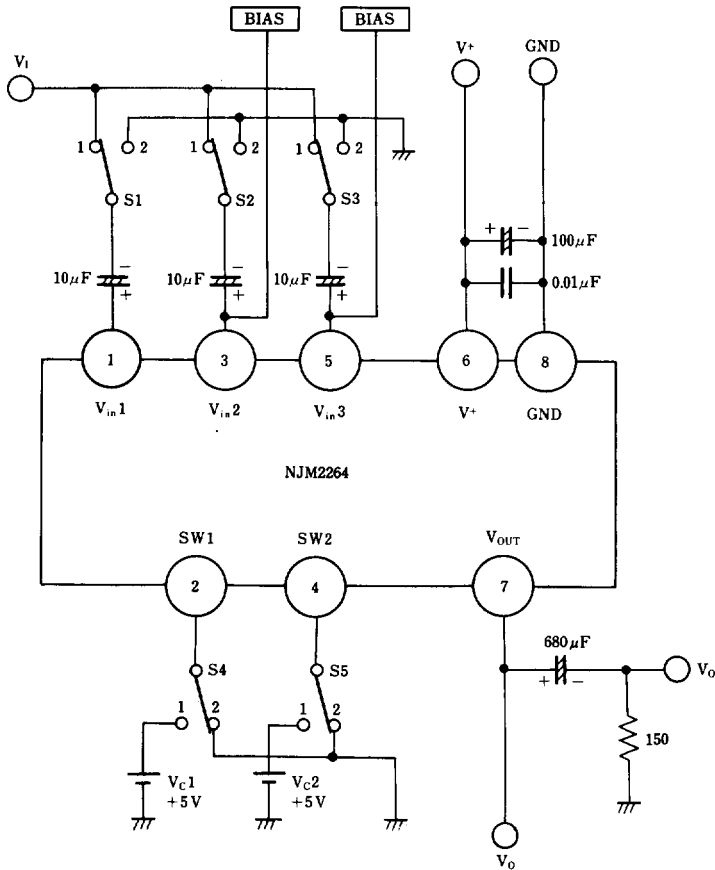 BIAS BIAS
V+ GND
VI
1 2 1 2 1 2
S1 S2 S3
+ − 100μF
10μF − + 10μF − + 10μF − +
0.01μF
1 3 5 6 8
Vin1 Vin2 Vin3 V+ GND
NJM2264
SW1 SW2 VOUT
2 4 7
680μF
S4 S5 + − VO
1 2 1 2
150
VC1 VC2
+5V +5V
VO